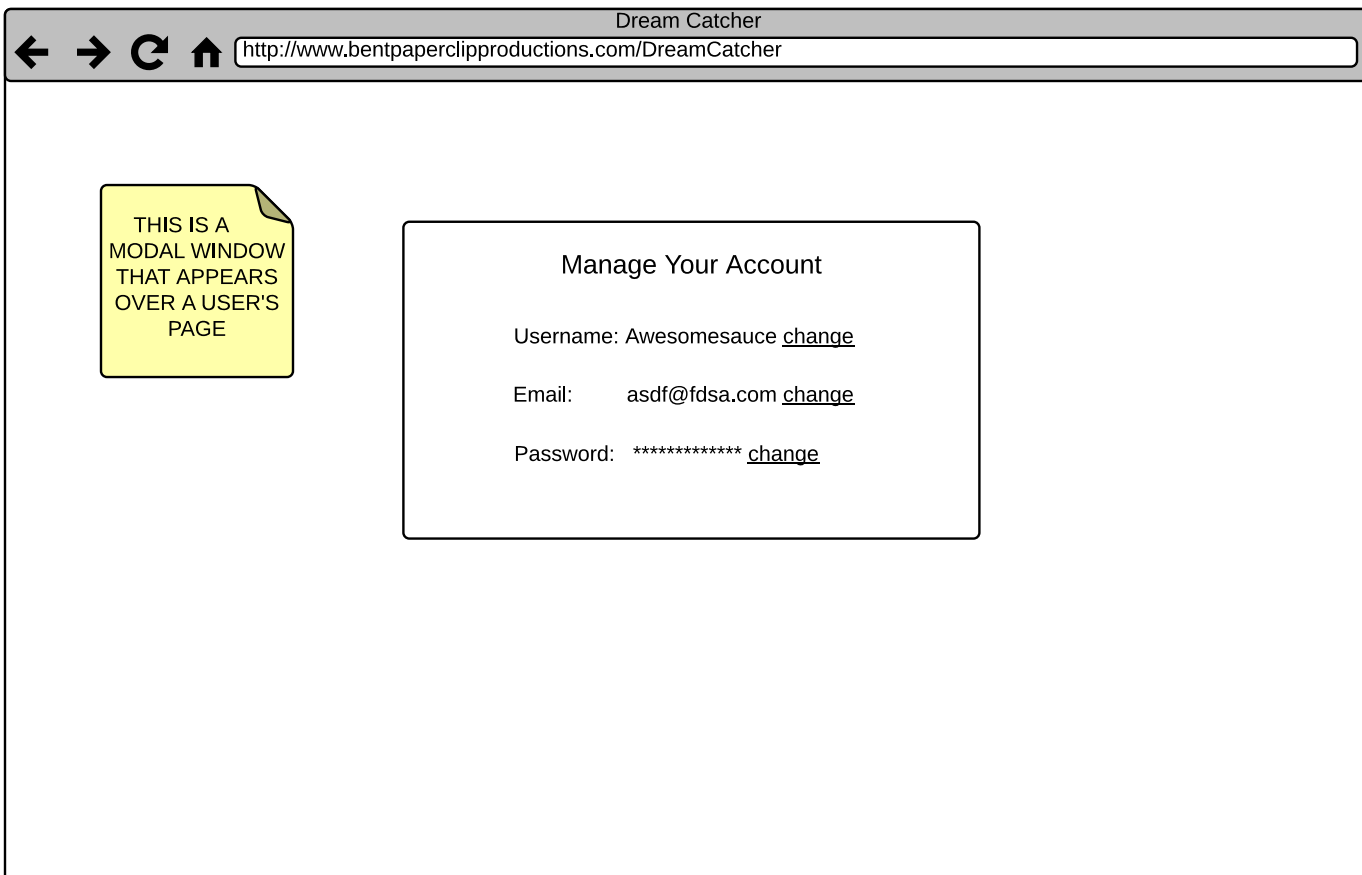 Dream Catcher
http://www.bentpaperclipproductions.com/DreamCatcher
THIS IS A
MODAL WINDOW
THAT APPEARS
OVER A USER'S
PAGE
Manage Your Account
Username: Awesomesauce change
Email: asdf@fdsa.com change
Password: ************* change